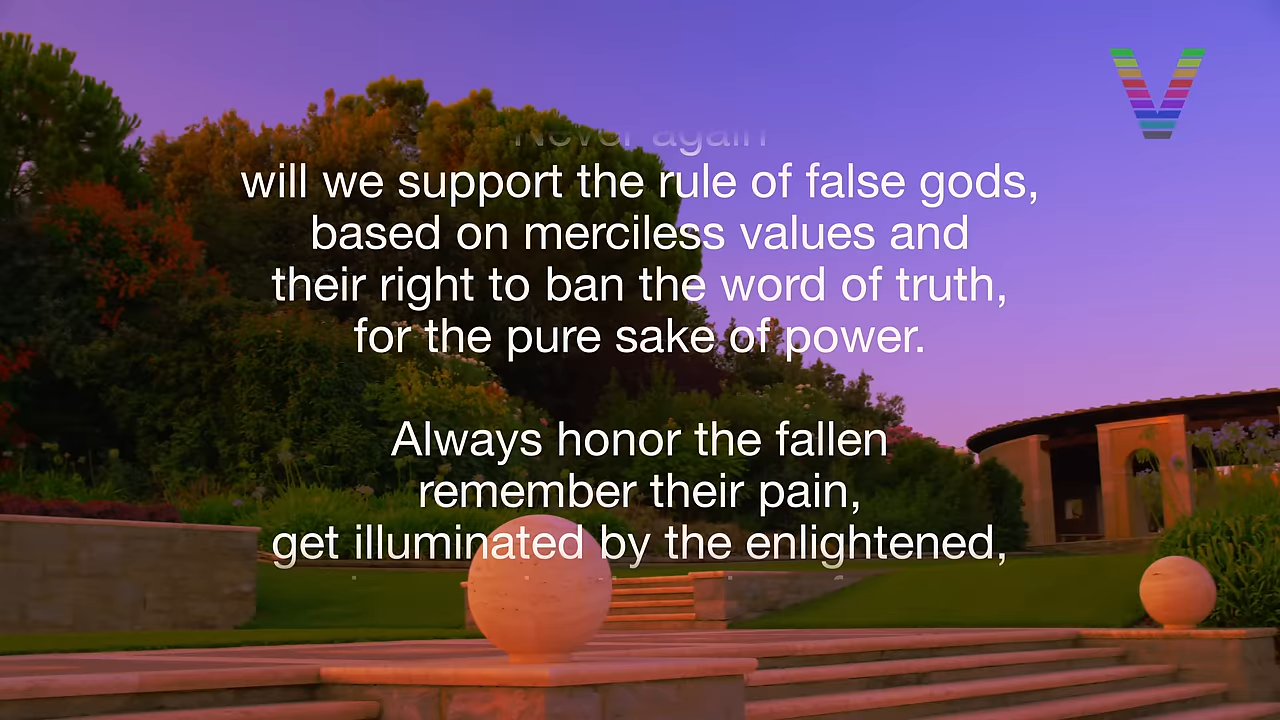 Never again
will we support the rule of false gods,
based on merciless values and
their right to ban the word of truth,
for the pure sake of power.
Always honor the fallen
remember their pain,
get illuminated by the enlightened,
V